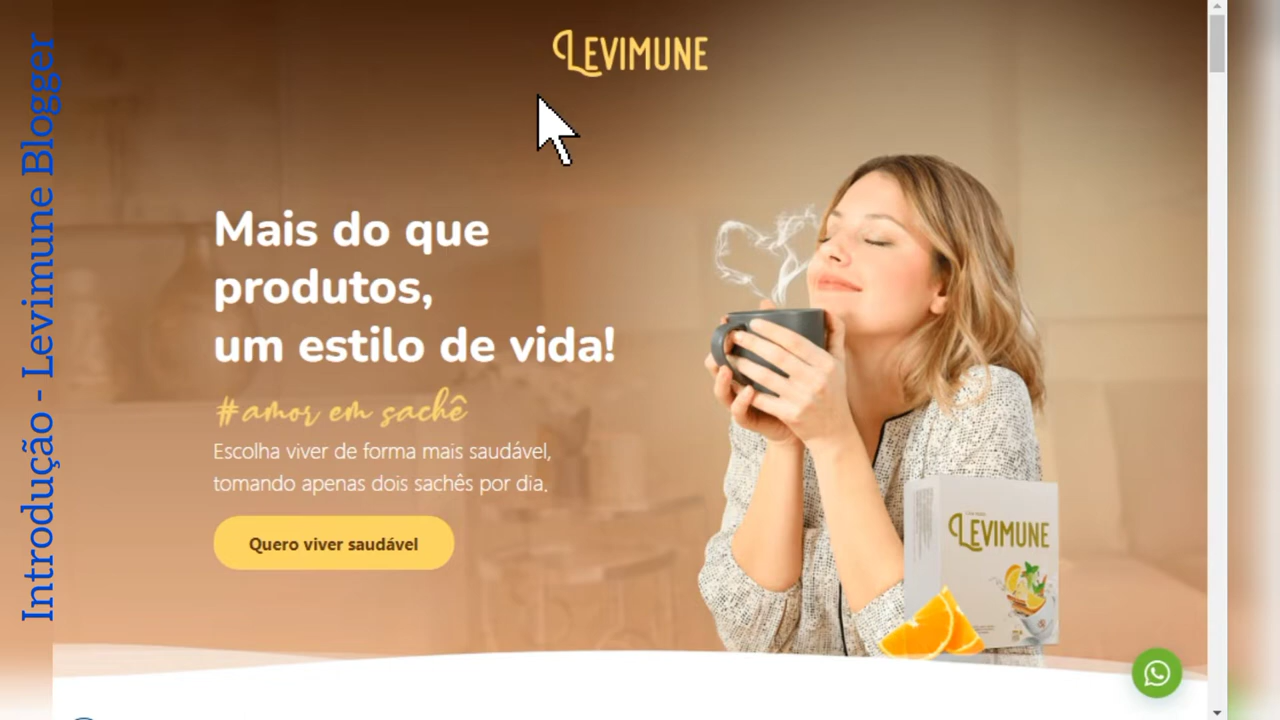 Introdução - Levimune Blogger
LEVIMUNE
Mais do que
produtos,
um estilo de vida!
#amor em sachê
Escolha viver de forma mais saudável,
tomando apenas dois sachês por dia.
Quero viver saudável
LEVIMUNE